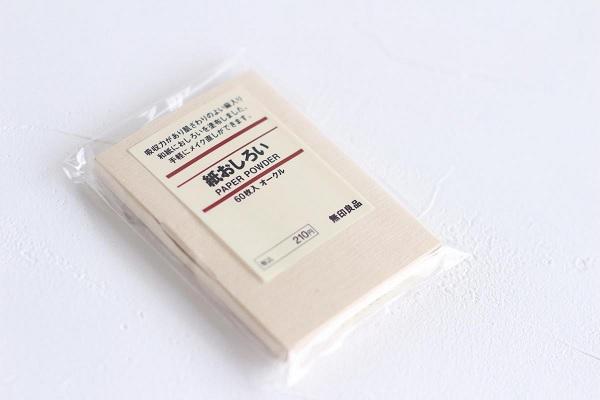 吸収力があり肌ざわりのよい麻入り
和紙におしろいを塗布しました。
手軽にメイク直しができます。
紙おしろい
PAPER POWDER
60枚入 オークル
無印良品
税込 210円